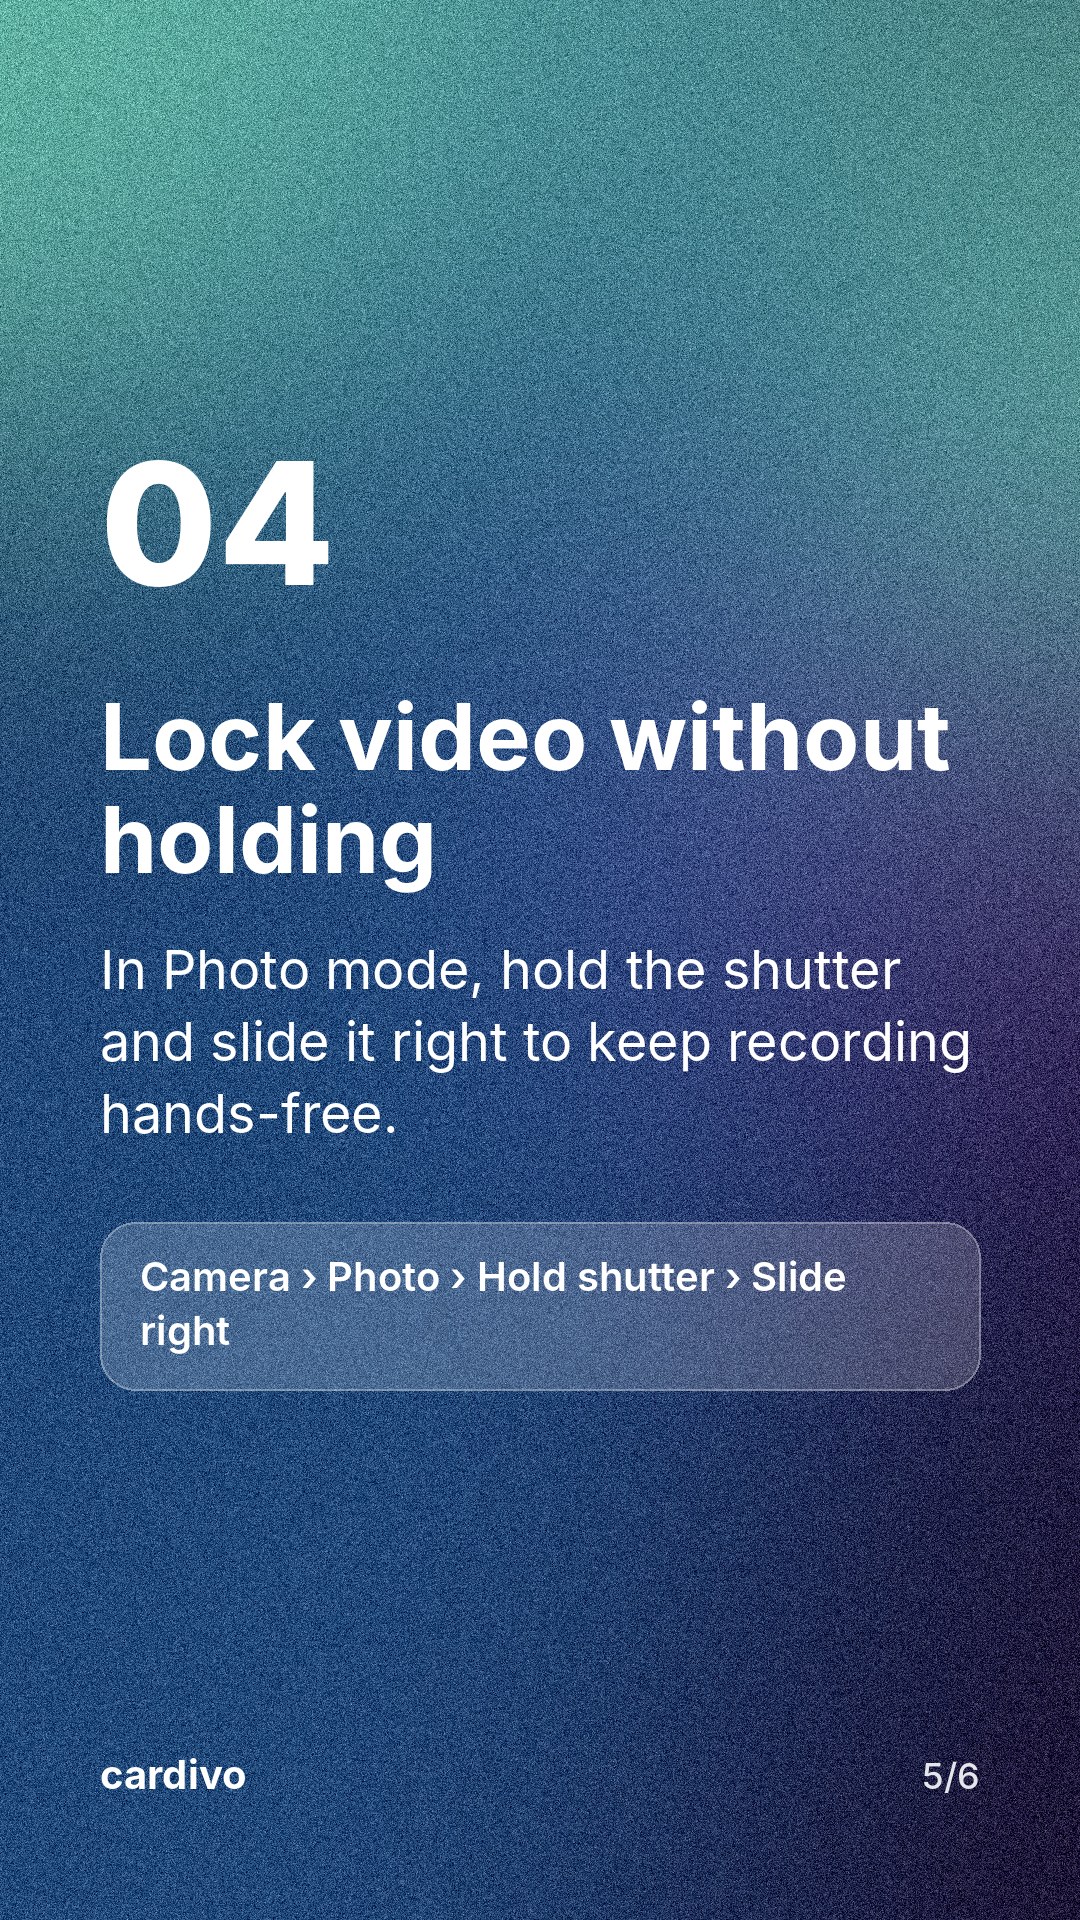 04
Lock video without
holding
In Photo mode, hold the shutter
and slide it right to keep recording
hands-free.
Camera › Photo › Hold shutter › Slide
right
cardivo
5/6